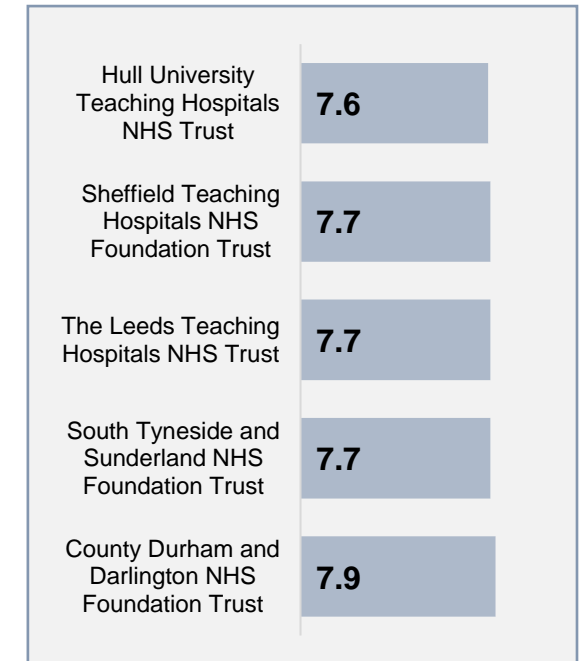 Hull University
Teaching Hospitals
NHS Trust
7.6
Sheffield Teaching
Hospitals NHS
Foundation Trust
7.7
The Leeds Teaching
Hospitals NHS Trust
7.7
South Tyneside and
Sunderland NHS
Foundation Trust
7.7
County Durham and
Darlington NHS
Foundation Trust
7.9